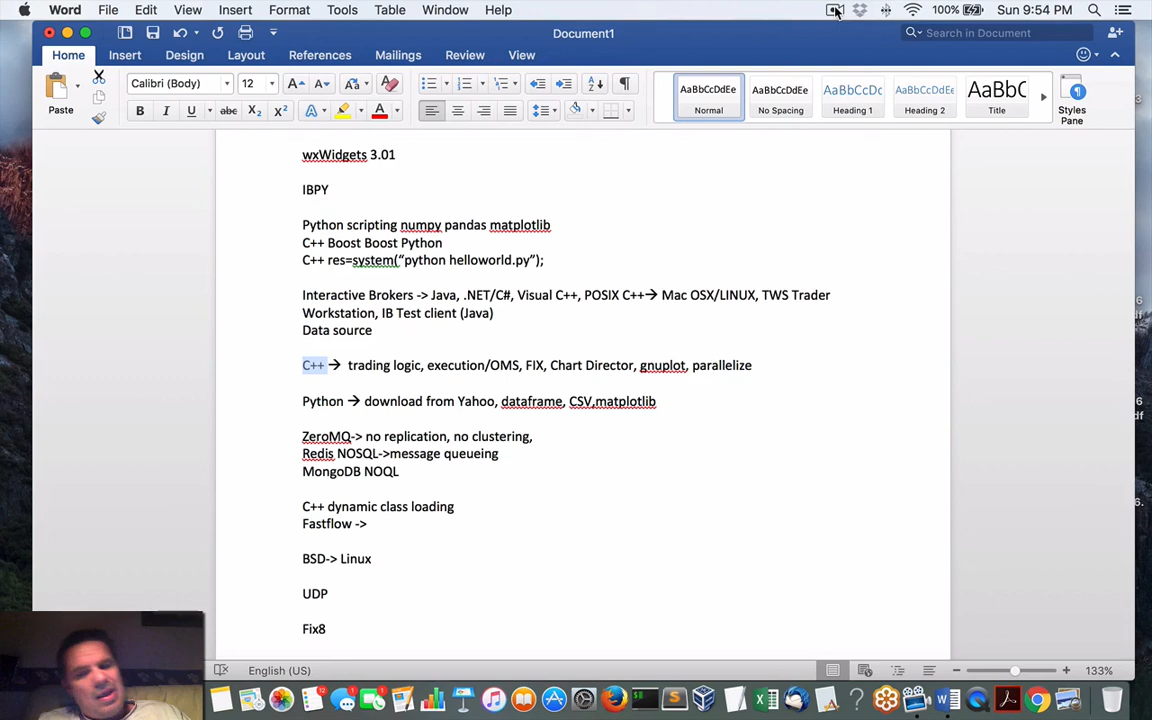 Word File Edit View Insert Format Tools Table Window Help 100% Sun 9:54 PM
Document1 Search in Document
Home Insert Design Layout References Mailings Review View
Paste Calibri (Body) 12 B I U abc X2 X2 A A
AaBbCcDdEe AaBbCcDdEe AaBbCcDc AaBbCcDdEe AaBbC
Normal No Spacing Heading 1 Heading 2 Title Styles Pane
wxWidgets 3.01
IBPY
Python scripting numpy pandas matplotlib
C++ Boost Boost Python
C++ res=system(“python helloworld.py”);
Interactive Brokers -> Java, .NET/C#, Visual C++, POSIX C++→ Mac OSX/LINUX, TWS Trader
Workstation, IB Test client (Java)
Data source
C++ → trading logic, execution/OMS, FIX, Chart Director, gnuplot, parallelize
Python → download from Yahoo, dataframe, CSV,matplotlib
ZeroMQ-> no replication, no clustering,
Redis NOSQL->message queueing
MongoDB NOQL
C++ dynamic class loading
Fastflow ->
BSD-> Linux
UDP
Fix8
English (US) 133%